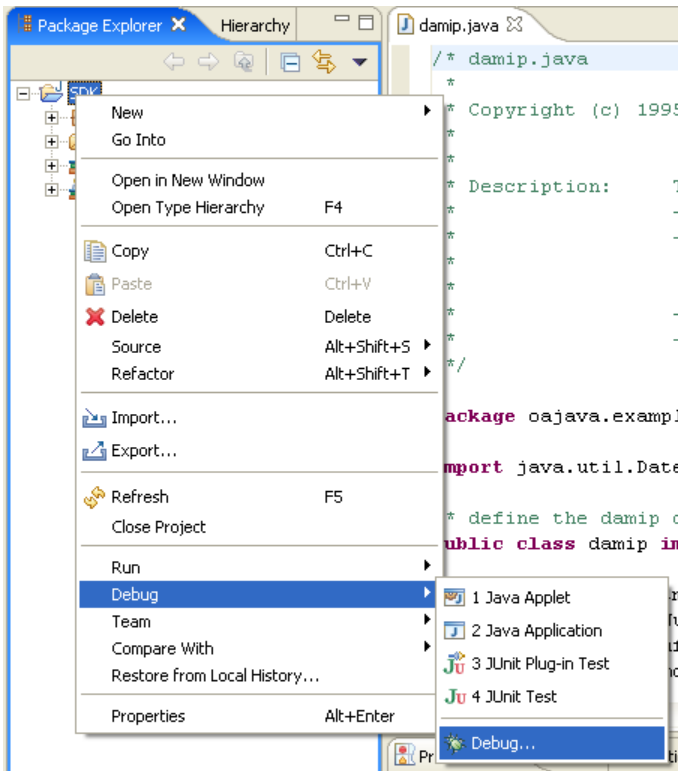 Package Explorer
Hierarchy
damip.java
/* damip.java
*
SDK
New
* Copyright (c) 1995
Go Into
*
*
Open in New Window
* Description:
Open Type Hierarchy F4
*
*
Copy Ctrl+C
*
Paste Ctrl+V
*
Delete Delete
*
Source Alt+Shift+S
*
Refactor Alt+Shift+T
*/
Import...
ackage oajava.exampl
Export...
mport java.util.Date
Refresh F5
* define the damip
Close Project
ublic class damip im
Run
Debug
1 Java Applet
Team
2 Java Application
Compare With
3 JUnit Plug-in Test
Restore from Local History...
4 JUnit Test
Properties Alt+Enter
Debug...
Pr